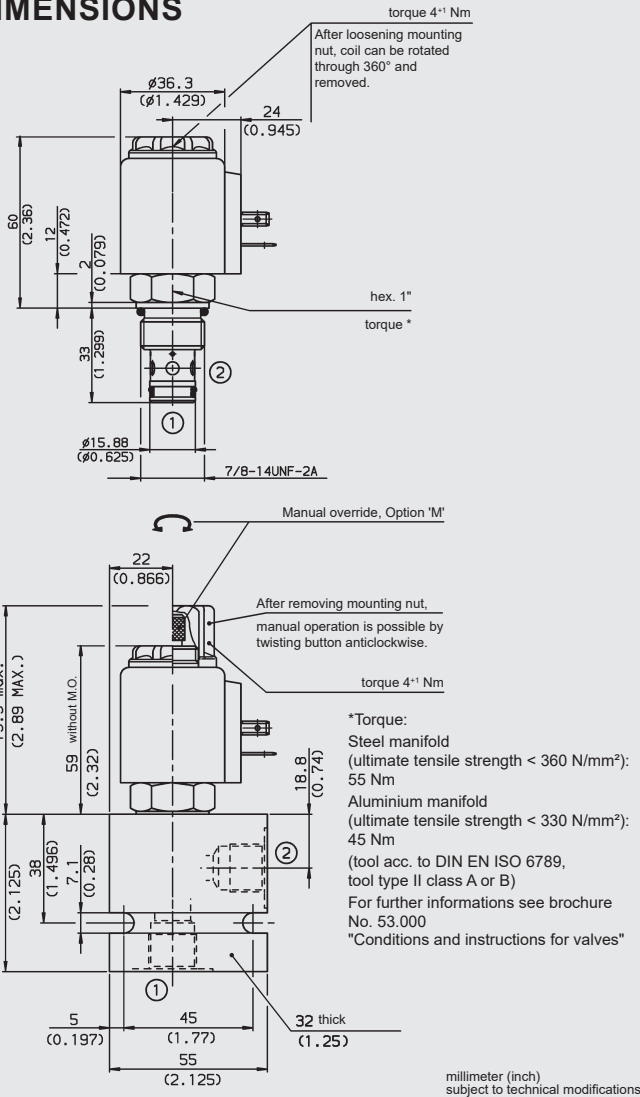 torque 4⁺¹ Nm
After loosening mounting
nut, coil can be rotated
through 360° and
removed.
ø36.3
(ø1.429)
24
(0.945)
60
(2.36)
12
(0.472)
2
(0.079)
hex. 1"
torque *
33
(1.299)
2
1
ø15.88
(ø0.625)
7/8-14UNF-2A
Manual override, Option 'M'
22
(0.866)
After removing mounting nut,
manual operation is possible by
twisting button anticlockwise.
torque 4⁺¹ Nm
(2.89 MAX.)
59 without M.O.
(2.32)
18.8
(0.74)
*Torque:
Steel manifold
(ultimate tensile strength < 360 N/mm²):
55 Nm
Aluminium manifold
(ultimate tensile strength < 330 N/mm²):
45 Nm
(tool acc. to DIN EN ISO 6789,
tool type II class A or B)
For further informations see brochure
No. 53.000
"Conditions and instructions for valves"
(2.125)
38
(1.496)
7.1
(0.28)
2
1
5
(0.197)
45
(1.77)
32 thick
(1.25)
55
(2.125)
millimeter (inch)
subject to technical modifications